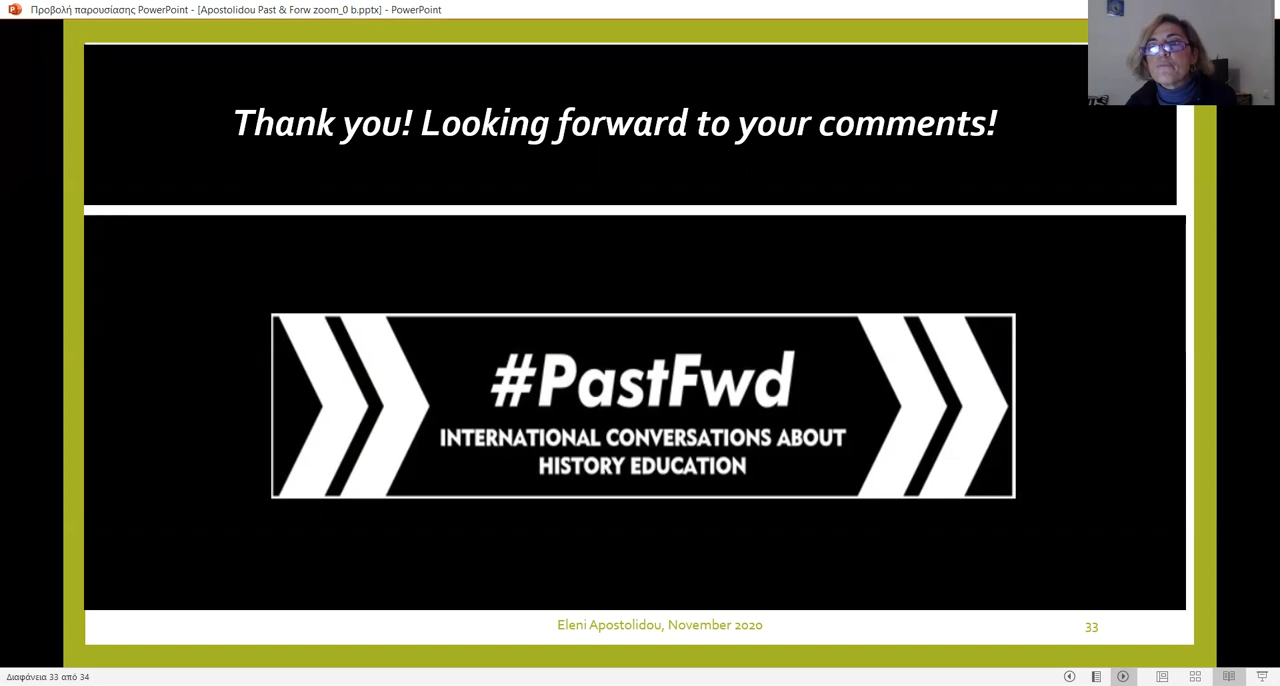 Προβολή παρουσίασης PowerPoint - [Apostolidou Past & Forw zoom_0 b.pptx] - PowerPoint
Thank you! Looking forward to your comments!
#PastFwd
INTERNATIONAL CONVERSATIONS ABOUT
HISTORY EDUCATION
Eleni Apostolidou, November 2020
33
Διαφάνεια 33 από 34